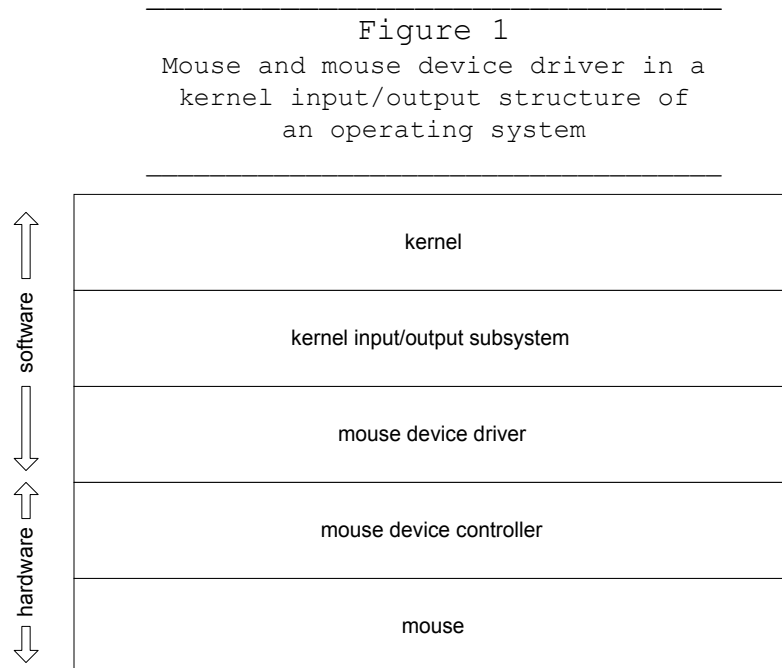 Figure 1
Mouse and mouse device driver in a
kernel input/output structure of
an operating system
software
hardware
kernel
kernel input/output subsystem
mouse device driver
mouse device controller
mouse